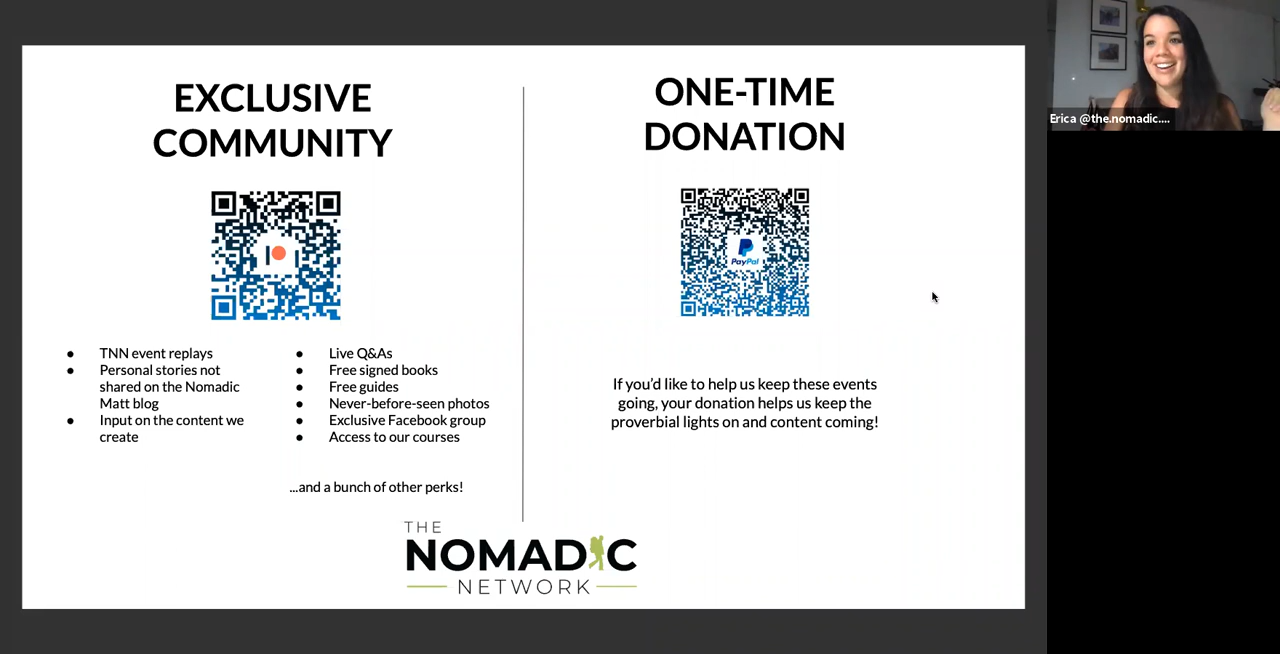 EXCLUSIVE
COMMUNITY
TNN event replays
Personal stories not
shared on the Nomadic
Matt blog
Input on the content we
create
Live Q&As
Free signed books
Free guides
Never-before-seen photos
Exclusive Facebook group
Access to our courses
...and a bunch of other perks!
ONE-TIME
DONATION
PayPal
If you'd like to help us keep these events
going, your donation helps us keep the
proverbial lights on and content coming!
THE
NOMADIC
NETWORK
Erica @the.nomadic....